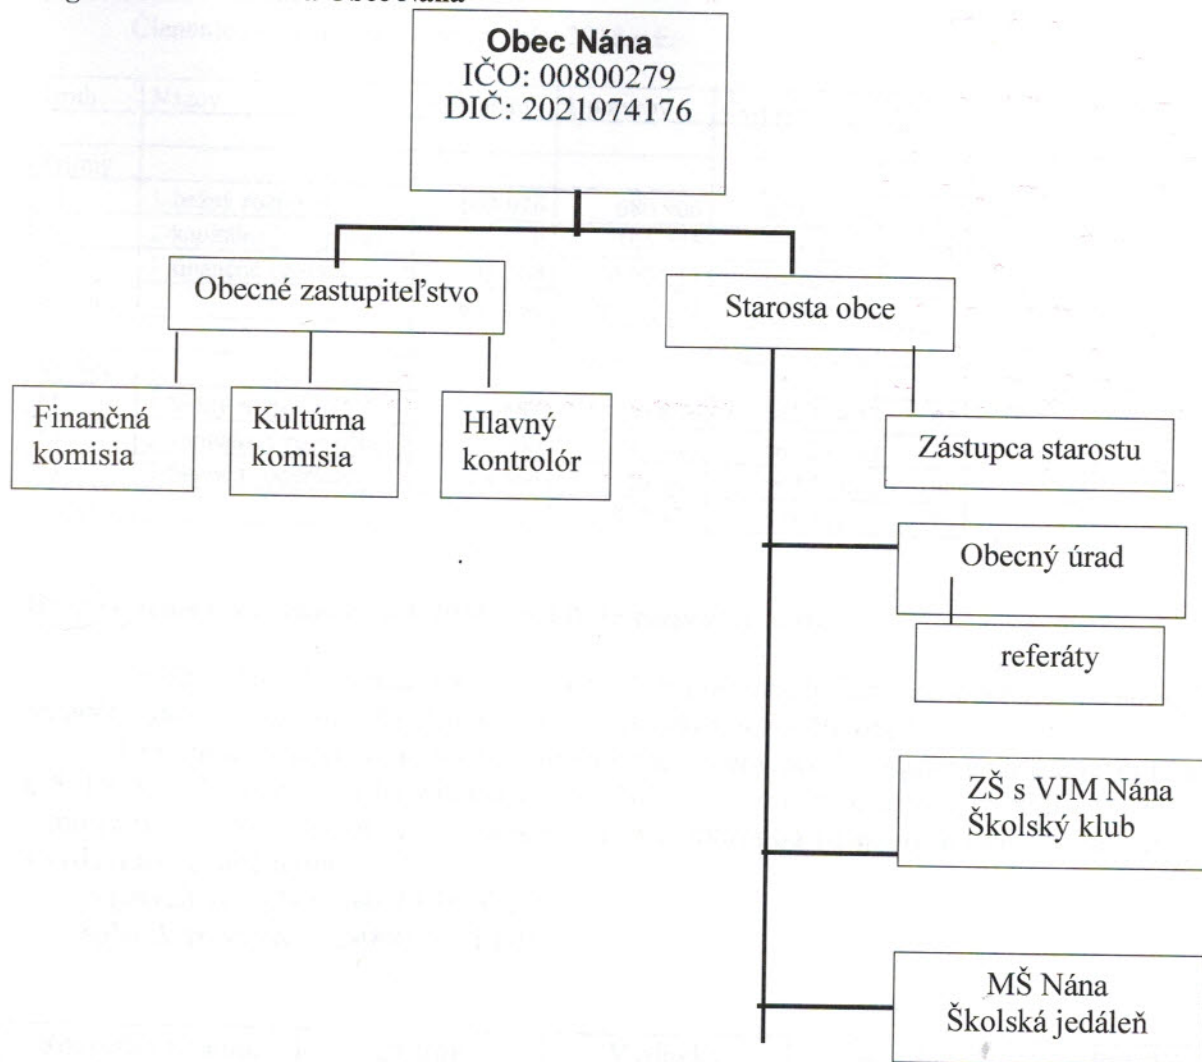 Obec Nána
IČO: 00800279
DIČ: 2021074176
Obecné zastupiteľstvo
Starosta obce
Finančná
komisia
Kultúrna
komisia
Hlavný
kontrolór
Zástupca starostu
Obecný úrad
referáty
ZŠ s VJM Nána
Školský klub
MŠ Nána
Školská jedáleň